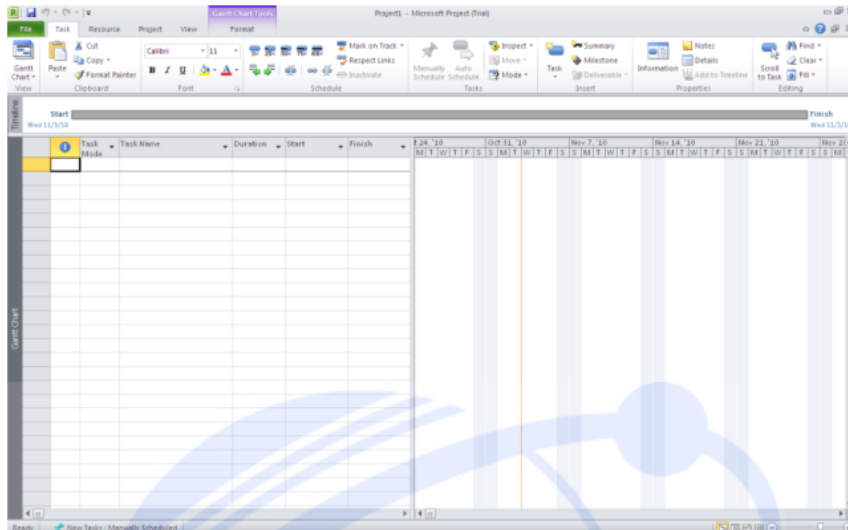 Gantt Chart Tools
Project1 - Microsoft Project (Trial)
File Task Resource Project View Format
Cut
Copy
Format Painter
Gantt Chart
Paste
View
Clipboard
Calibri 11
B I U A
Font
Mark on Track
Respect Links
Inactivate
Schedule
Manually Schedule
Auto Schedule
Inspect
Move
Mode
Tasks
Task
Summary
Milestone
Deliverable
Insert
Information
Notes
Details
Add to Timeline
Properties
Scroll to Task
Find
Clear
Fill
Editing
Timeline
Start
Wed 11/3/10
Finish
Wed 11/3/1
Task Mode Task Name Duration Start Finish
t 24, '10 Oct 31, '10 Nov 7, '10 Nov 14, '10 Nov 21, '10 Nov 2
M T W T F S S M T W T F S S M T W T F S S M T W T F S S M T W T F S S M
Gantt Chart
Ready New Tasks : Manually Scheduled